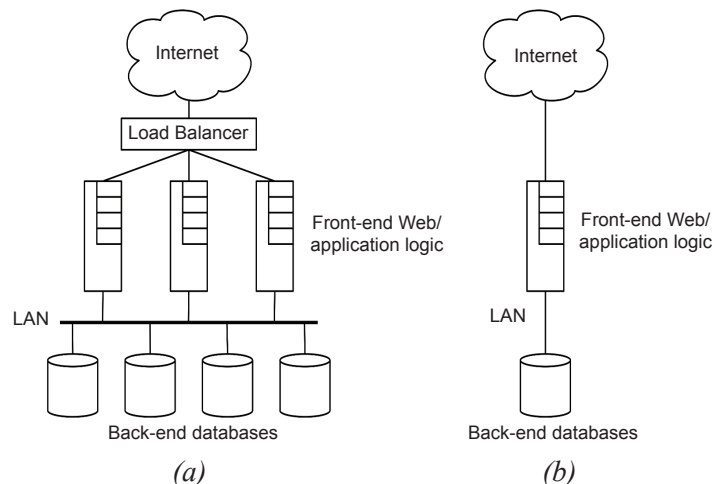 Internet
Load Balancer
Front-end Web/
application logic
LAN
Back-end databases
(a)
Internet
Front-end Web/
application logic
LAN
Back-end databases
(b)